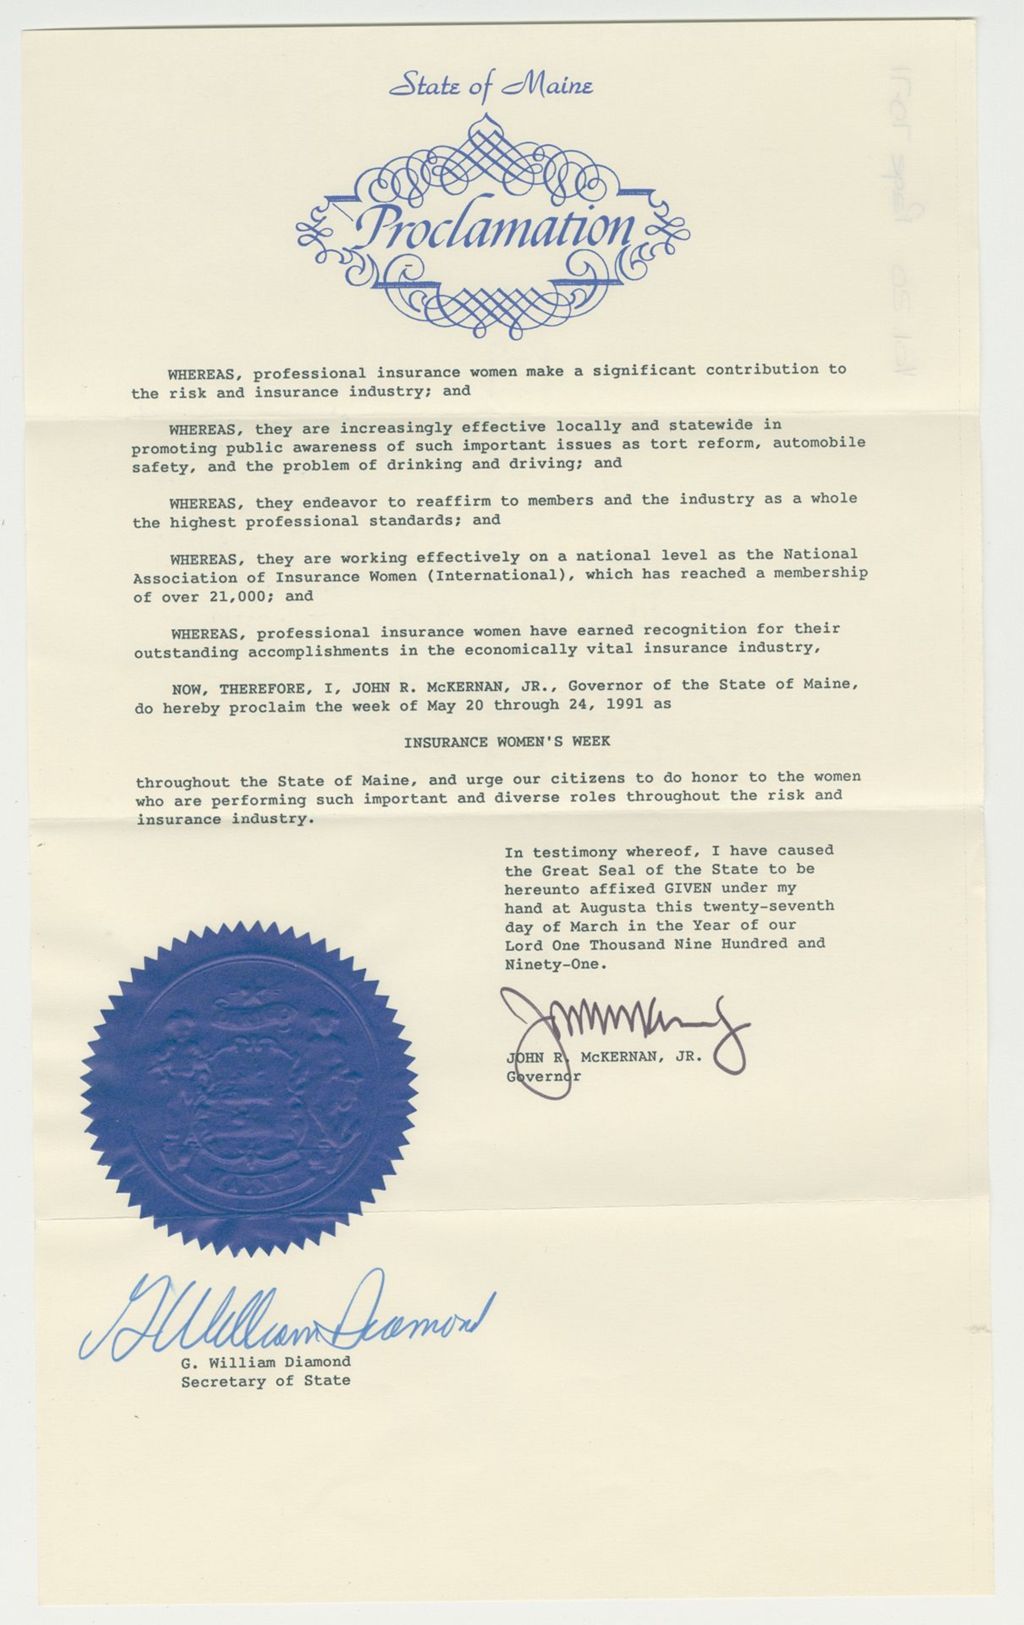 State of Maine
Proclamation
WHEREAS, professional insurance women make a significant contribution to
the risk and insurance industry; and
WHEREAS, they are increasingly effective locally and statewide in
promoting public awareness of such important issues as tort reform, automobile
safety, and the problem of drinking and driving; and
WHEREAS, they endeavor to reaffirm to members and the industry as a whole
the highest professional standards; and
WHEREAS, they are working effectively on a national level as the National
Association of Insurance Women (International), which has reached a membership
of over 21,000; and
WHEREAS, professional insurance women have earned recognition for their
outstanding accomplishments in the economically vital insurance industry,
NOW, THEREFORE, I, JOHN R. McKERNAN, JR., Governor of the State of Maine,
do hereby proclaim the week of May 20 through 24, 1991 as
INSURANCE WOMEN'S WEEK
throughout the State of Maine, and urge our citizens to do honor to the women
who are performing such important and diverse roles throughout the risk and
insurance industry.
In testimony whereof, I have caused
the Great Seal of the State to be
hereunto affixed GIVEN under my
hand at Augusta this twenty-seventh
day of March in the Year of our
Lord One Thousand Nine Hundred and
Ninety-One.
JOHN R. McKERNAN, JR.
Governor
G William Diamond
G. William Diamond
Secretary of State